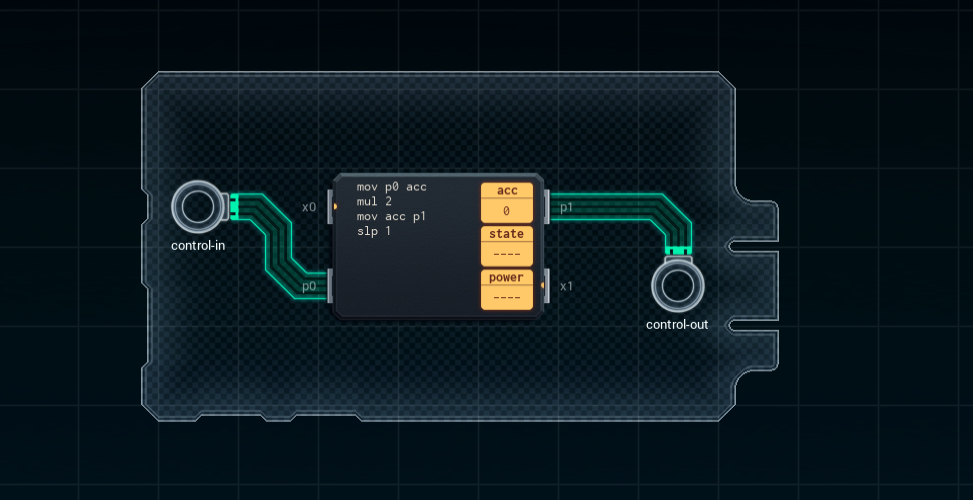 mov p0 acc
mul 2
mov acc p1
slp 1
acc
0
state
----
power
----
x0
p0
p1
x1
control-in
control-out